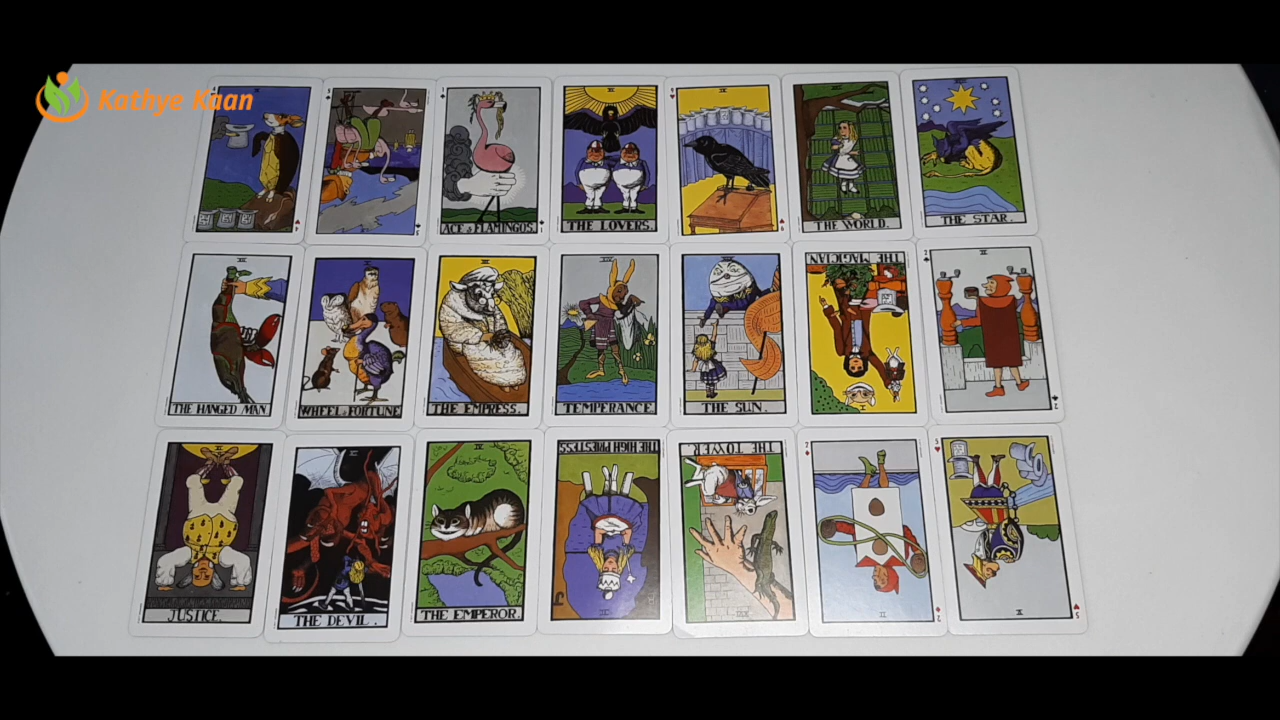 Kathye Kaan
ACE of FLAMINGOS
THE LOVERS.
THE WORLD.
THE STAR.
THE HANGED MAN
WHEEL of FORTUNE
THE EMPRESS.
TEMPERANCE.
THE SUN.
THE MAGICIAN
JUSTICE.
THE DEVIL.
THE EMPEROR.
THE HIGH PRIESTESS
THE TOWER.